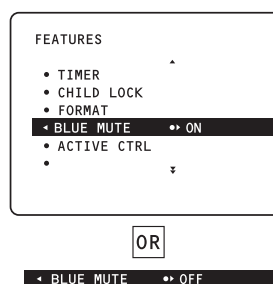 FEATURES
• TIMER
• CHILD LOCK
• FORMAT
◂ BLUE MUTE •▸ ON
• ACTIVE CTRL
•
OR
◂ BLUE MUTE •▸ OFF